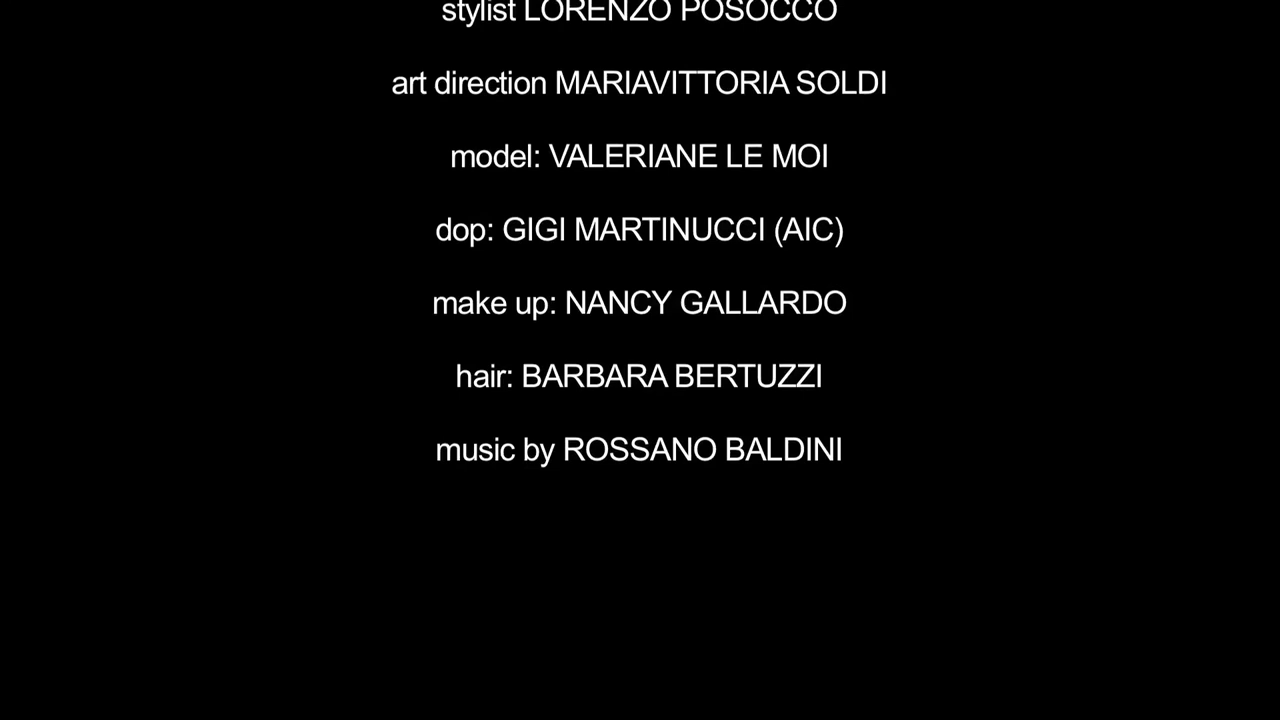 stylist LORENZO POSOCCO
art direction MARIAVITTORIA SOLDI
model: VALERIANE LE MOI
dop: GIGI MARTINUCCI (AIC)
make up: NANCY GALLARDO
hair: BARBARA BERTUZZI
music by ROSSANO BALDINI